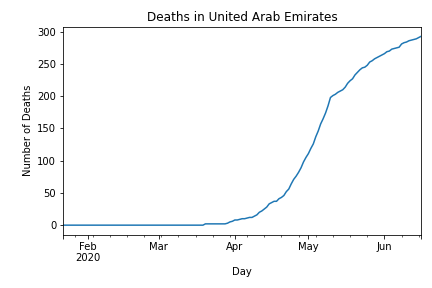 Deaths in United Arab Emirates
300
250
200
150
100
50
0
Number of Deaths
Feb
2020
Mar
Apr
May
Jun
Day